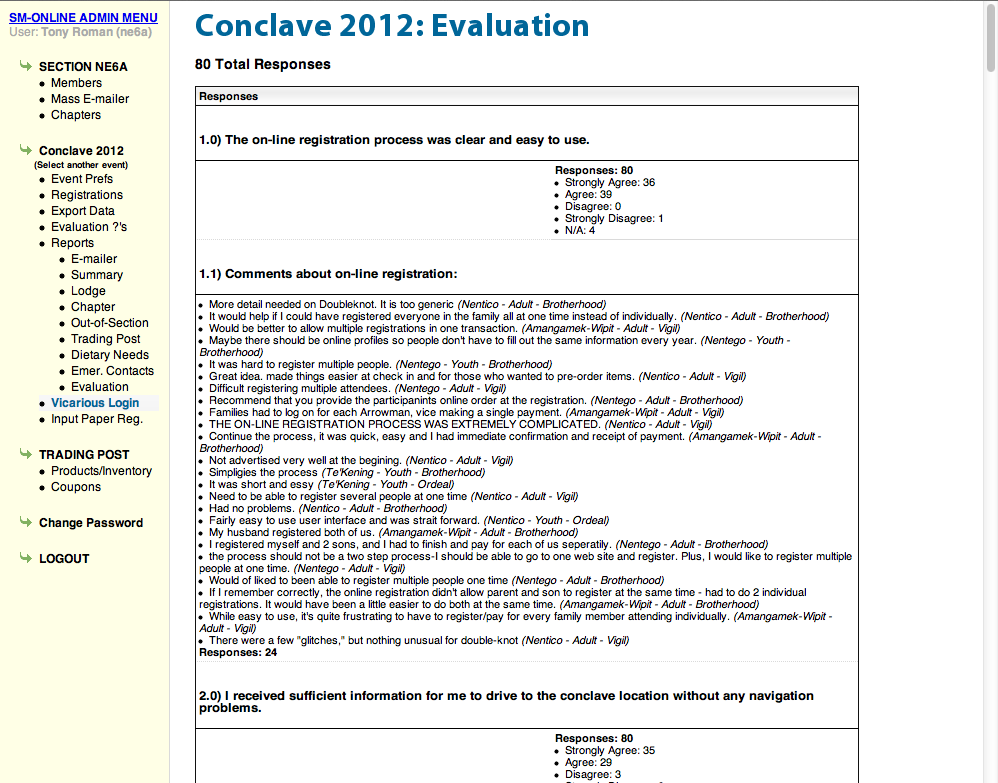 SM-ONLINE ADMIN MENU
User: Tony Roman (ne6a)
SECTION NE6A
Members
Mass E-mailer
Chapters
Conclave 2012
(Select another event)
Event Prefs
Registrations
Export Data
Evaluation ?'s
Reports
E-mailer
Summary
Lodge
Chapter
Out-of-Section
Trading Post
Dietary Needs
Emer. Contacts
Evaluation
Vicarious Login
Input Paper Reg.
TRADING POST
Products/Inventory
Coupons
Change Password
LOGOUT
Conclave 2012: Evaluation
80 Total Responses
Responses
1.0) The on-line registration process was clear and easy to use.
Responses: 80
Strongly Agree: 36
Agree: 39
Disagree: 0
Strongly Disagree: 1
N/A: 4
1.1) Comments about on-line registration:
More detail needed on Doubleknot. It is too generic (Nentico - Adult - Brotherhood)
It would help if I could have registered everyone in the family all at one time instead of individually. (Nentico - Adult - Brotherhood)
Would be better to allow multiple registrations in one transaction. (Amangamek-Wipit - Adult - Vigil)
Maybe there should be online profiles so people don't have to fill out the same information every year. (Nentego - Youth -
Brotherhood)
It was hard to register multiple people. (Nentego - Youth - Brotherhood)
Great idea. made things easier at check in and for those who wanted to pre-order items. (Nentico - Adult - Vigil)
Difficult registering multiple attendees. (Nentego - Adult - Vigil)
Recommend that you provide the participanints online order at the registration. (Nentego - Adult - Brotherhood)
Families had to log on for each Arrowman, vice making a single payment. (Amangamek-Wipit - Adult - Vigil)
THE ON-LINE REGISTRATION PROCESS WAS EXTREMELY COMPLICATED. (Nentico - Adult - Vigil)
Continue the process, it was quick, easy and I had immediate confirmation and receipt of payment. (Amangamek-Wipit - Adult -
Brotherhood)
Not advertised very well at the begining. (Nentico - Adult - Vigil)
Simpligies the process (Te'Kening - Youth - Brotherhood)
It was short and essy (Te'Kening - Youth - Ordeal)
Need to be able to register several people at one time (Nentico - Adult - Vigil)
Had no problems. (Nentico - Adult - Brotherhood)
Fairly easy to use user interface and was strait forward. (Nentico - Youth - Ordeal)
My husband registered both of us. (Amangamek-Wipit - Adult - Brotherhood)
I registered myself and 2 sons, and I had to finish and pay for each of us seperatily. (Nentego - Adult - Brotherhood)
the process should not be a two step process-I should be able to go to one web site and register. Plus, I would like to register multiple
people at one time. (Nentego - Adult - Vigil)
Would of liked to been able to register multiple people one time (Nentego - Adult - Brotherhood)
If I remember correctly, the online registration didn't allow parent and son to register at the same time - had to do 2 individual
registrations. It would have been a little easier to do both at the same time. (Amangamek-Wipit - Adult - Brotherhood)
While easy to use, it's quite frustrating to have to register/pay for every family member attending individually. (Amangamek-Wipit -
Adult - Vigil)
There were a few "glitches," but nothing unusual for double-knot (Nentico - Adult - Vigil)
Responses: 24
2.0) I received sufficient information for me to drive to the conclave location without any navigation
problems.
Responses: 80
Strongly Agree: 35
Agree: 29
Disagree: 3